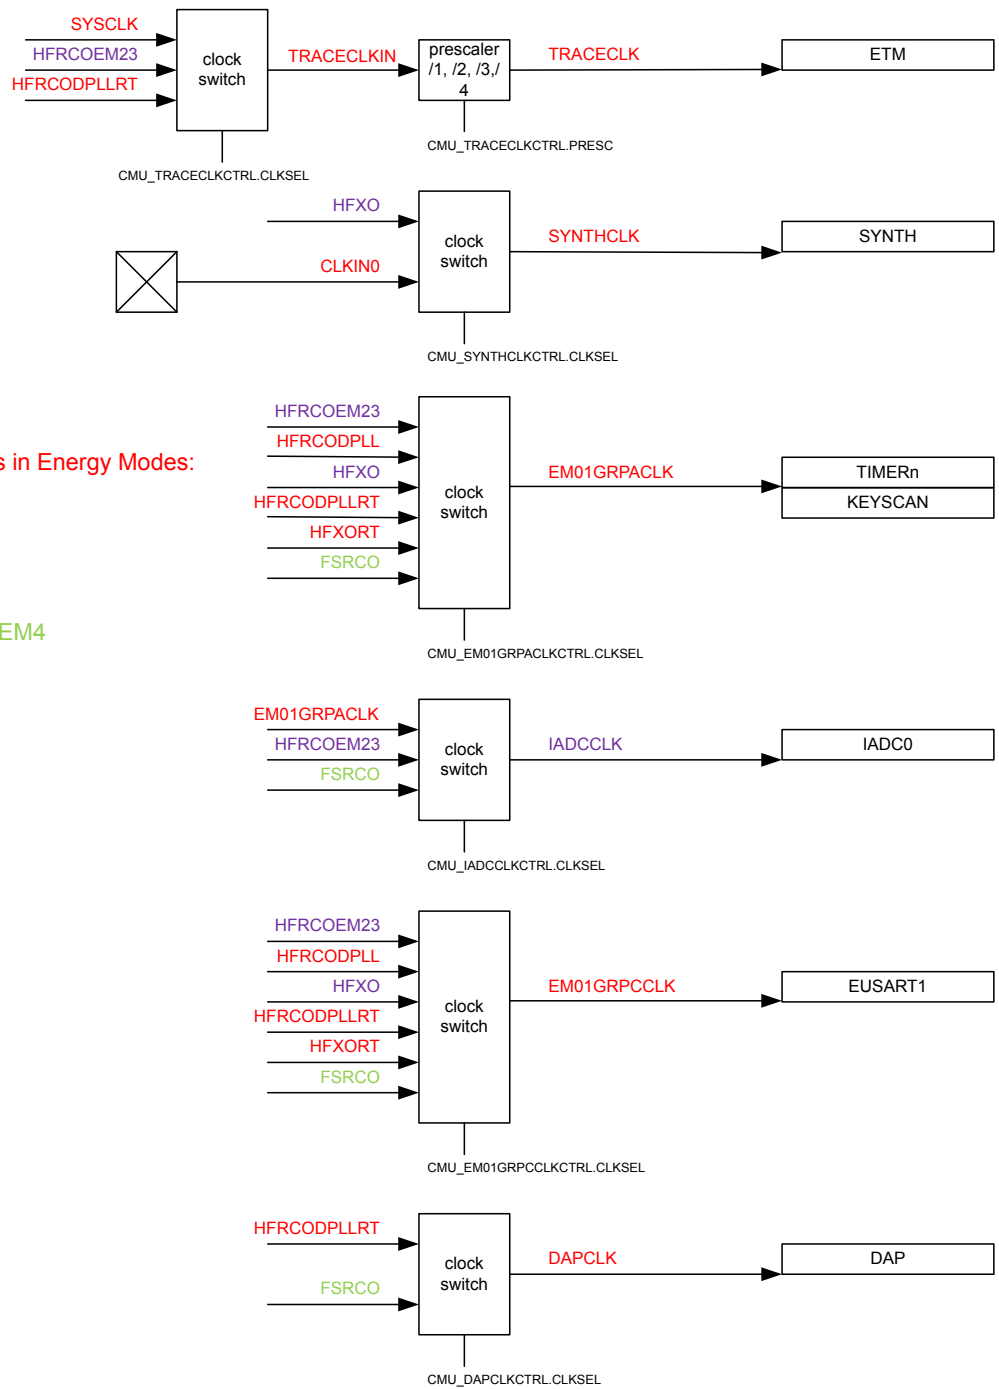 SYSCLK
HFRCOEM23
HFRCODPLLRT
clock
switch
TRACECLKIN
prescaler
/1, /2, /3,/
4
TRACECLK
ETM
CMU_TRACECLKCTRL.PRESC
CMU_TRACECLKCTRL.CLKSEL
HFXO
CLKIN0
clock
switch
SYNTHCLK
SYNTH
CMU_SYNTHCLKCTRL.CLKSEL
HFRCOEM23
HFRCODPLL
HFXO
HFRCODPLLRT
HFXORT
FSRCO
clock
switch
EM01GRPACLK
TIMERn
KEYSCAN
CMU_EM01GRPACLKCTRL.CLKSEL
s in Energy Modes:
EM4
EM01GRPACLK
HFRCOEM23
FSRCO
clock
switch
IADCCLK
IADC0
CMU_IADCCLKCTRL.CLKSEL
HFRCOEM23
HFRCODPLL
HFXO
HFRCODPLLRT
HFXORT
FSRCO
clock
switch
EM01GRPCCLK
EUSART1
CMU_EM01GRPCCLKCTRL.CLKSEL
HFRCODPLLRT
FSRCO
clock
switch
DAPCLK
DAP
CMU_DAPCLKCTRL.CLKSEL